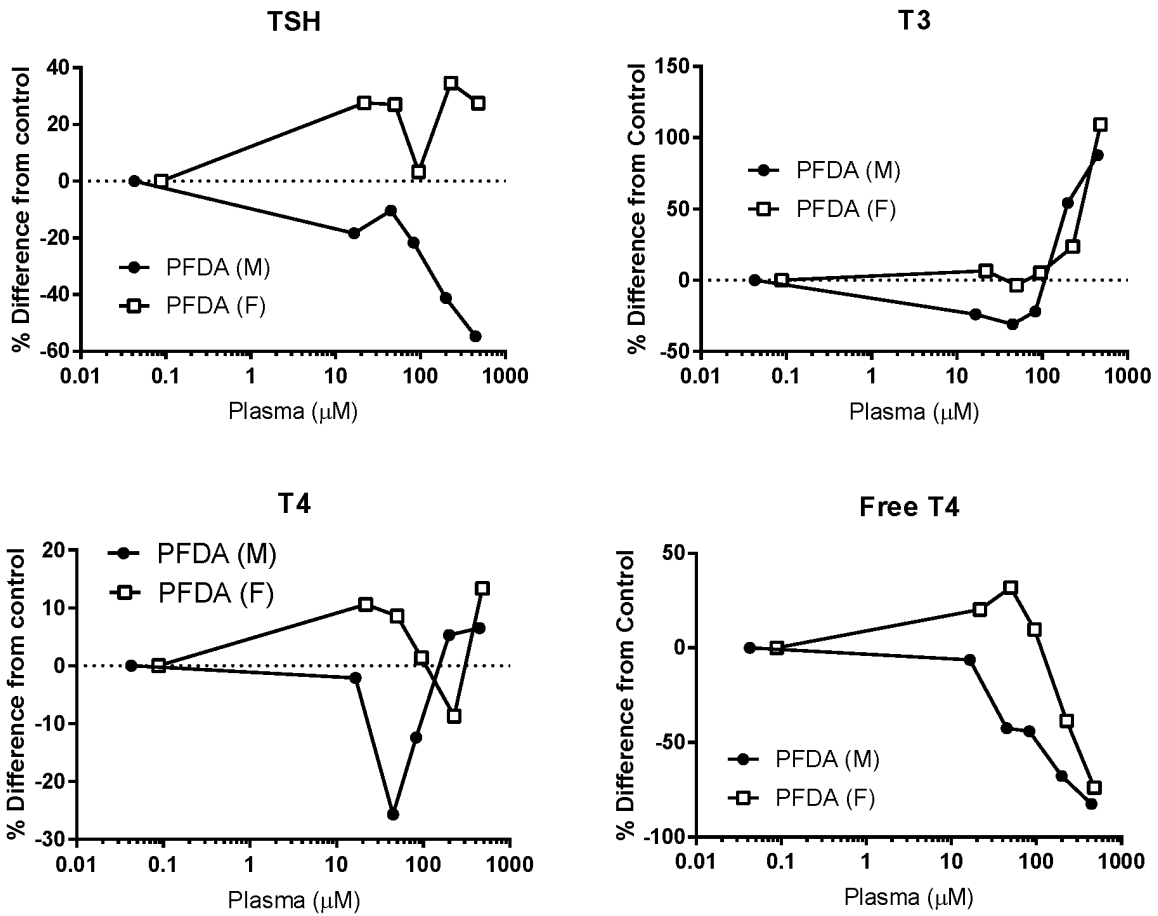 TSH
% Difference from control
40
20
0
-20
-40
-60
PFDA (M)
PFDA (F)
0.01 0.1 1 10 100 1000
Plasma (μM)
T3
% Difference from Control
150
100
50
0
-50
PFDA (M)
PFDA (F)
0.01 0.1 1 10 100 1000
Plasma (μM)
T4
% Difference from control
20
10
0
-10
-20
-30
PFDA (M)
PFDA (F)
0.01 0.1 1 10 100 1000
Plasma (μM)
Free T4
% Difference from Control
50
0
-50
-100
PFDA (M)
PFDA (F)
0.01 0.1 1 10 100 1000
Plasma (μM)